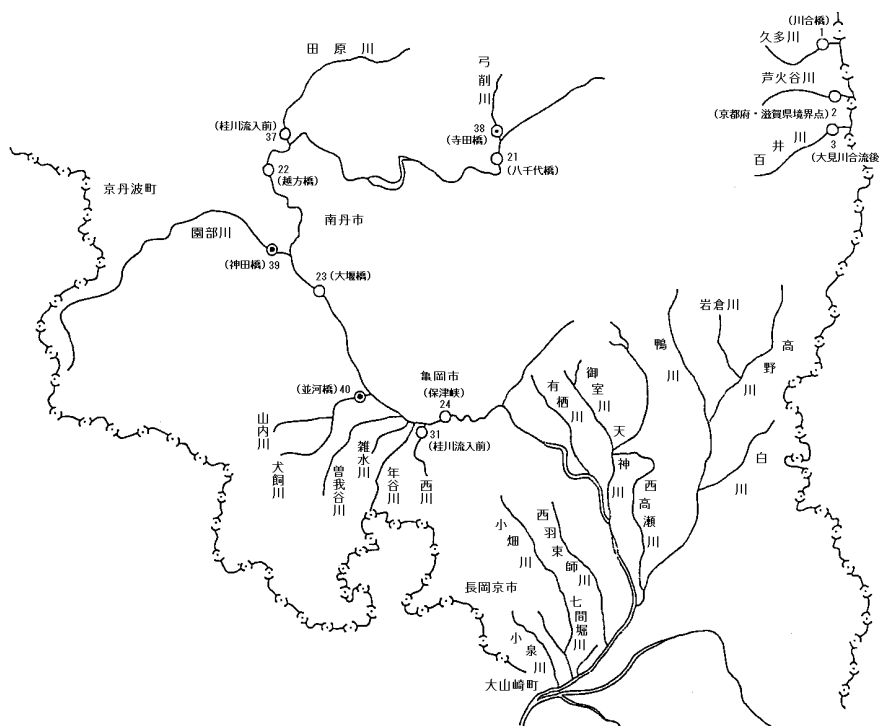 (川合橋)
久多川
1
芦火谷川
(京都府・滋賀県境界点)
2
百井川
3
(大見川合流後
田原川
(桂川流入前)
37
弓削川
38
(寺田橋)
21
(八千代橋)
22
(越方橋)
京丹波町
南丹市
園部川
(神田橋) 39
23 (大堰橋)
(並河橋) 40
亀岡市
(保津峡)
24
31
(桂川流入前)
山内川
犬飼川
曽我谷川
雑水川
年谷川
西川
有栖川
御室川
天神川
西高瀬川
鴨川
岩倉川
高野川
白川
小畑川
西羽束師川
七間堀川
長岡京市
小泉川
大山崎町